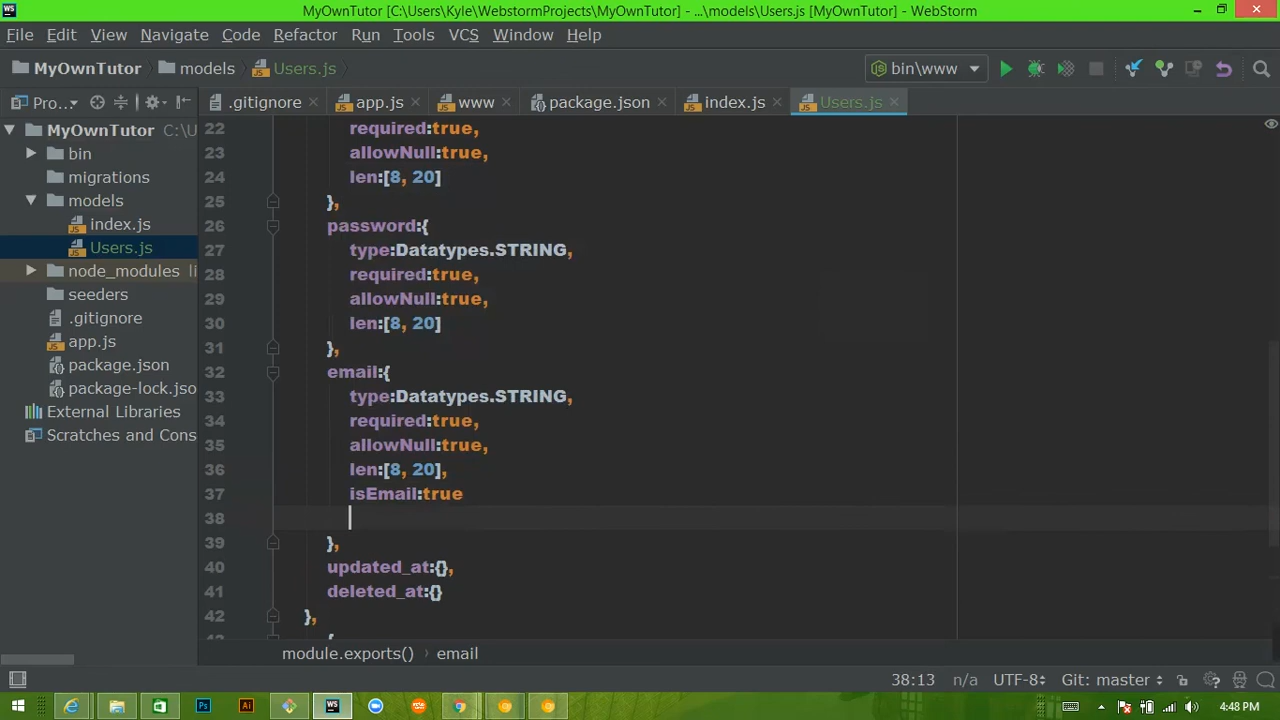 MyOwnTutor [C:\Users\Kyle\WebstormProjects\MyOwnTutor] - ...\models\Users.js [MyOwnTutor] - WebStorm
File Edit View Navigate Code Refactor Run Tools VCS Window Help
MyOwnTutor models Users.js bin\www
Pro... .gitignore app.js www package.json index.js Users.js
MyOwnTutor C:\U
bin
migrations
models
index.js
Users.js
node_modules li
seeders
.gitignore
app.js
package.json
package-lock.jso
External Libraries
Scratches and Cons
22 required:true,
23 allowNull:true,
24 len:[8, 20]
25 },
26 password:{
27 type:Datatypes.STRING,
28 required:true,
29 allowNull:true,
30 len:[8, 20]
31 },
32 email:{
33 type:Datatypes.STRING,
34 required:true,
35 allowNull:true,
36 len:[8, 20],
37 isEmail:true
38
39 },
40 updated_at:{},
41 deleted_at:{}
42 },
module.exports() email
38:13 n/a UTF-8 Git: master
4:48 PM